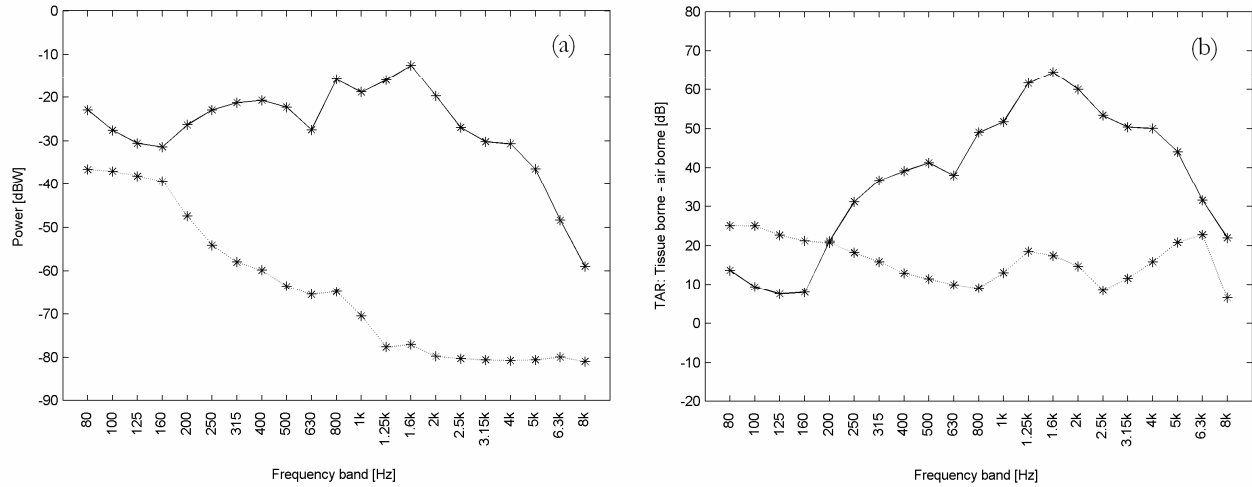 (a)
Power [dBW]
0
-10
-20
-30
-40
-50
-60
-70
-80
-90
80 100 125 160 200 250 315 400 500 630 800 1k 1.25k 1.6k 2k 2.5k 3.15k 4k 5k 6.3k 8k
Frequency band [Hz]
(b)
TAR: Tissue borne - air borne [dB]
80
70
60
50
40
30
20
10
0
-10
-20
80 100 125 160 200 250 315 400 500 630 800 1k 1.25k 1.6k 2k 2.5k 3.15k 4k 5k 6.3k 8k
Frequency band [Hz]